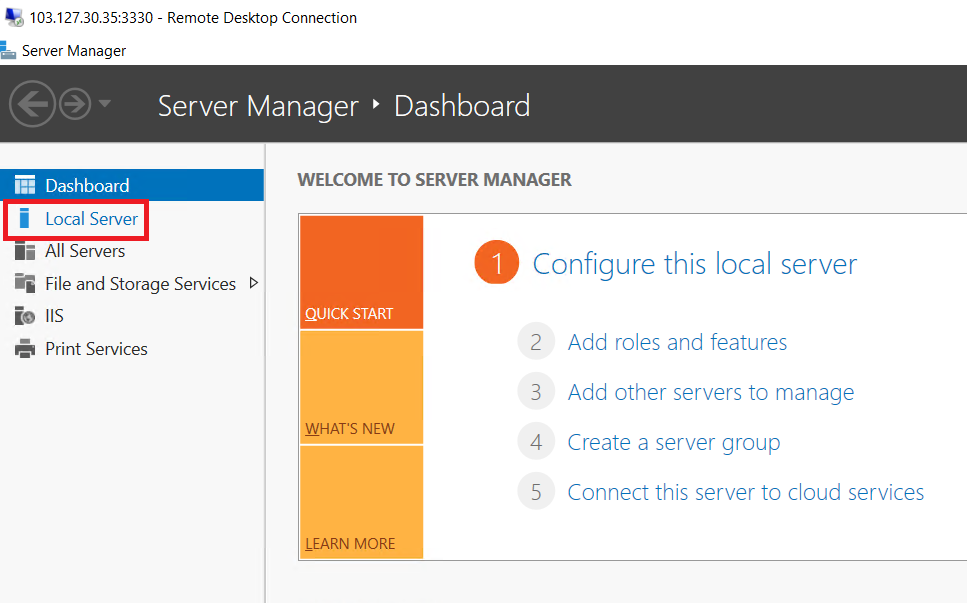 103.127.30.35:3330 - Remote Desktop Connection
Server Manager
Server Manager ‣ Dashboard
Dashboard
Local Server
All Servers
File and Storage Services
IIS
Print Services
WELCOME TO SERVER MANAGER
QUICK START
WHAT'S NEW
LEARN MORE
1 Configure this local server
2 Add roles and features
3 Add other servers to manage
4 Create a server group
5 Connect this server to cloud services